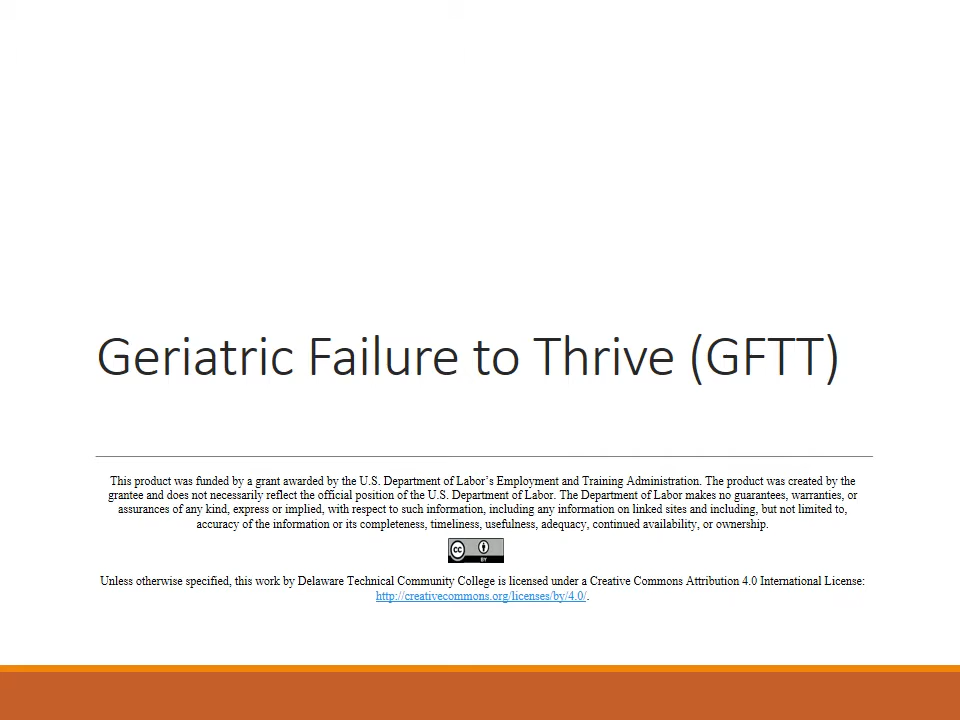 Geriatric Failure to Thrive (GFTT)
This product was funded by a grant awarded by the U.S. Department of Labor’s Employment and Training Administration. The product was created by the
grantee and does not necessarily reflect the official position of the U.S. Department of Labor. The Department of Labor makes no guarantees, warranties, or
assurances of any kind, express or implied, with respect to such information, including any information on linked sites and including, but not limited to,
accuracy of the information or its completeness, timeliness, usefulness, adequacy, continued availability, or ownership.
cc
BY
Unless otherwise specified, this work by Delaware Technical Community College is licensed under a Creative Commons Attribution 4.0 International License:
http://creativecommons.org/licenses/by/4.0/.